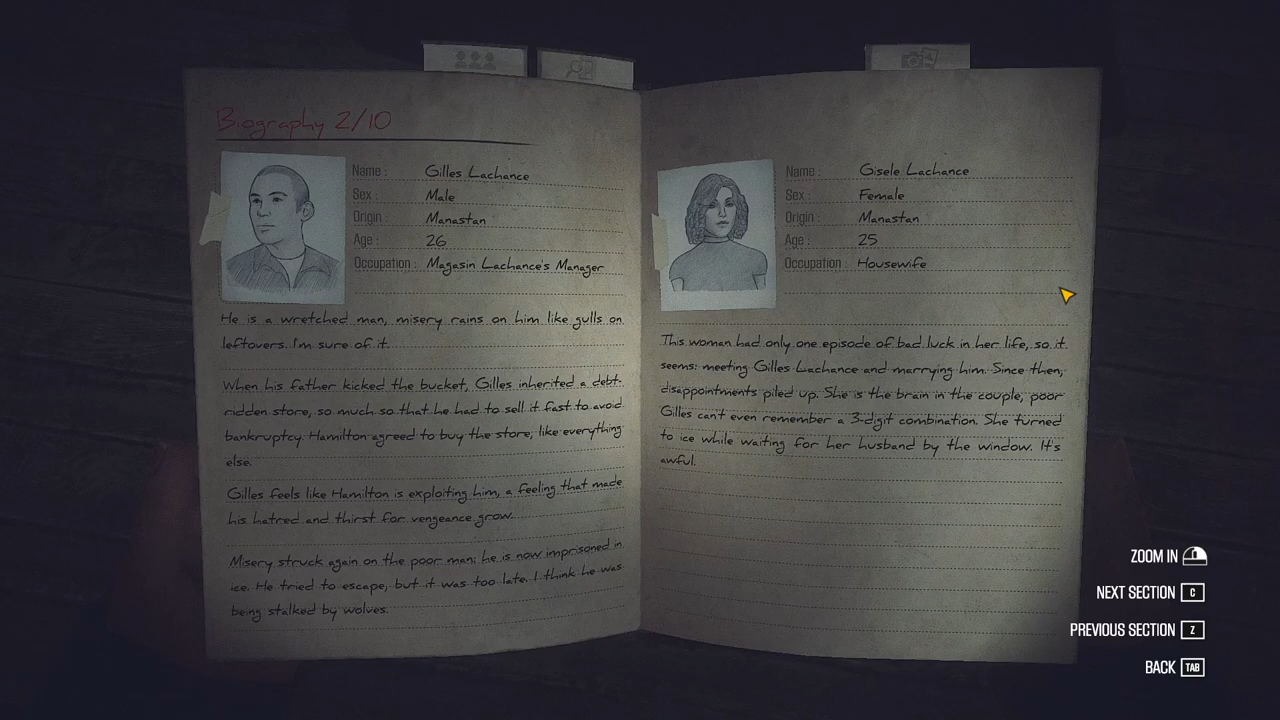 Biography 2/10
Name : Gilles Lachance
Sex : Male
Origin : Manastan
Age : 26
Occupation : Magasin Lachance's Manager
He is a wretched man, misery rains on him like gulls on
leftovers. I'm sure of it.
When his father kicked the bucket, Gilles inherited a debt-
ridden store, so much so that he had to sell it fast to avoid
bankruptcy. Hamilton agreed to buy the store, like everything
else.
Gilles feels like Hamilton is exploiting him, a feeling that made
his hatred and thirst for vengeance grow.
Misery struck again on the poor man; he is now imprisoned in
ice. He tried to escape, but it was too late. I think he was
being stalked by wolves.
Name : Gisele Lachance
Sex : Female
Origin : Manastan
Age : 25
Occupation : Housewife
This woman had only one episode of bad luck in her life, so it
seems: meeting Gilles Lachance and marrying him. Since then,
disappointments piled up. She is the brain in the couple, poor
Gilles can't even remember a 3-digit combination. She turned
to ice while waiting for her husband by the window. It's
awful.
ZOOM IN
NEXT SECTION C
PREVIOUS SECTION Z
BACK TAB